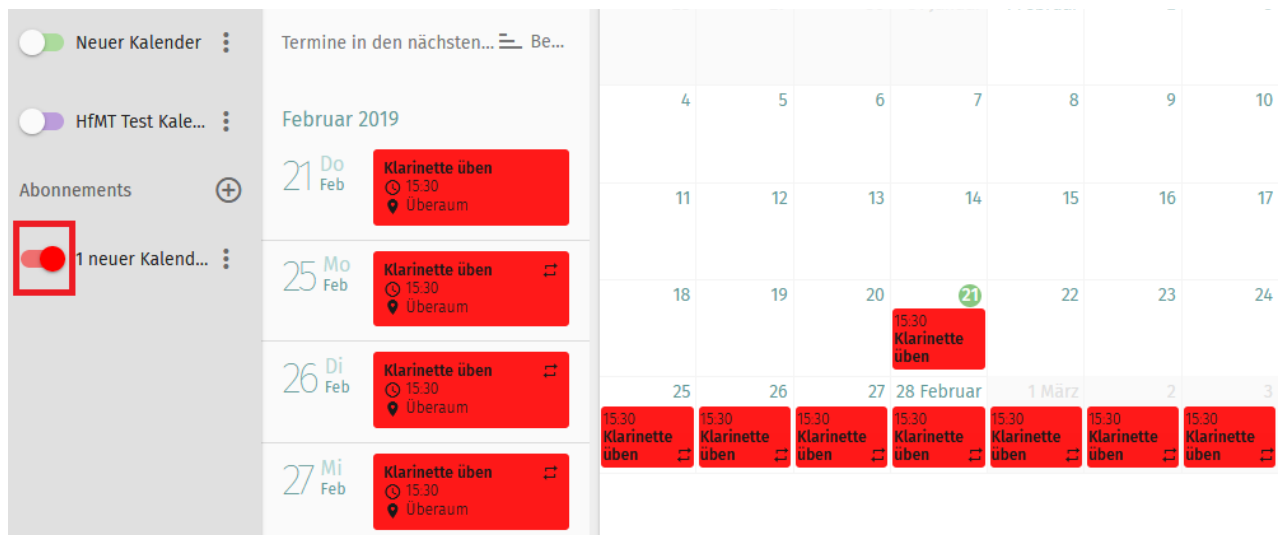 Neuer Kalender
HfMT Test Kale...
Abonnements
1 neuer Kalend...
Termine in den nächsten... Be...
Februar 2019
21 Do
Feb
Klarinette üben
15:30
Überaum
25 Mo
Feb
Klarinette üben
15:30
Überaum
26 Di
Feb
Klarinette üben
15:30
Überaum
27 Mi
Feb
Klarinette üben
15:30
Überaum
4 5 6 7 8 9 10
11 12 13 14 15 16 17
18 19 20 21 22 23 24
15:30
Klarinette
üben
25 26 27 28 Februar 1 März 2 3
15:30 15:30 15:30 15:30 15:30 15:30 15:30
Klarinette Klarinette Klarinette Klarinette Klarinette Klarinette Klarinette
üben üben üben üben üben üben üben